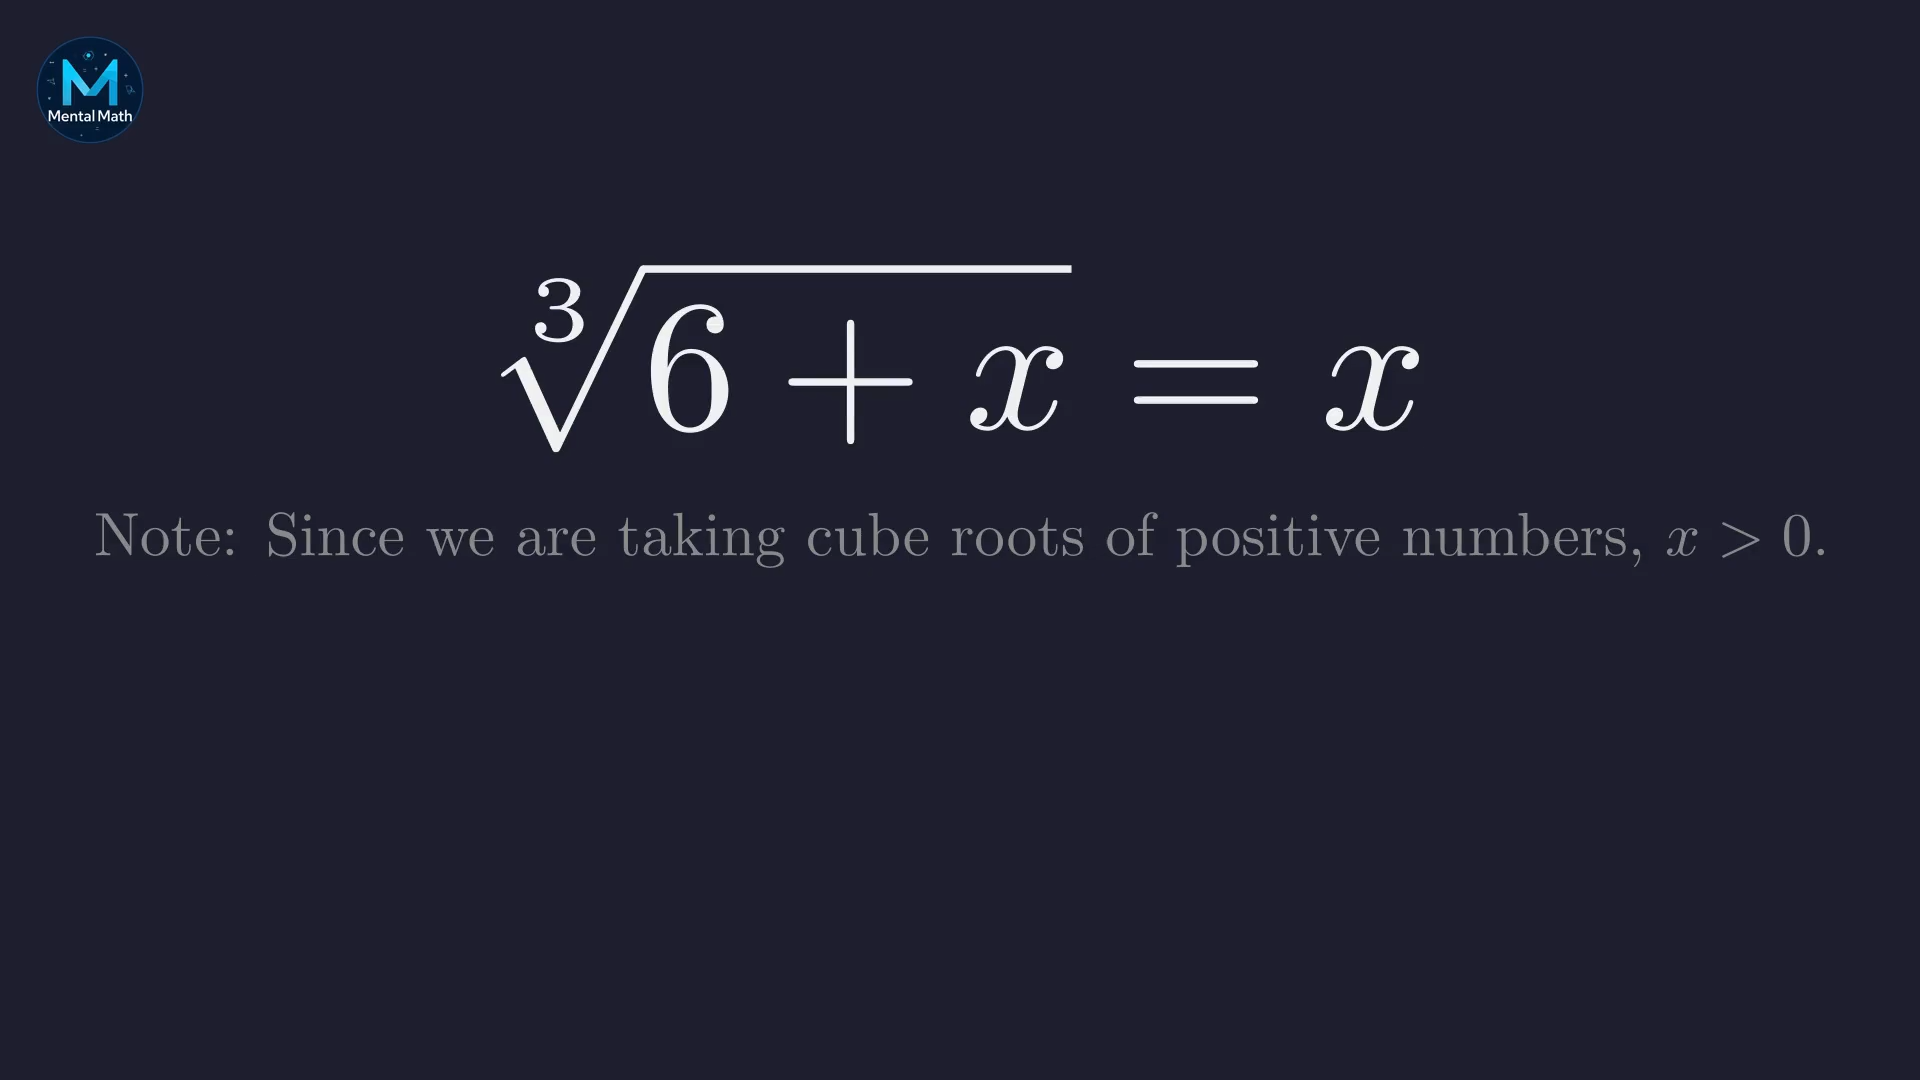 M
Mental Math
∛(6 + x) = x
Note: Since we are taking cube roots of positive numbers, x > 0.